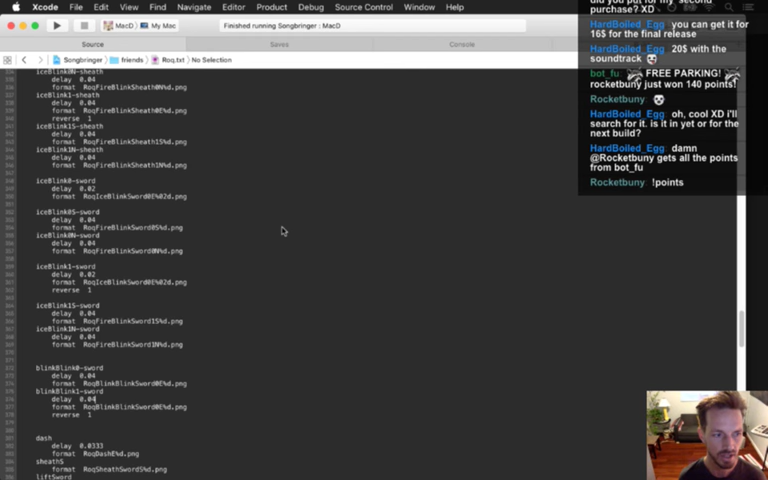 Xcode File Edit View Find Navigate Editor Product Debug Source Control Window Help
MacD My Mac
Finished running Songbringer : MacD
Source
Saves
Console
Songbringer friends Roq.txt No Selection
iceBlink0N-sheath
delay 0.04
format RoqFireBlinkSheath0N%d.png
iceBlink1-sheath
delay 0.04
format RoqFireBlinkSheath0E%d.png
reverse 1
iceBlink1S-sheath
delay 0.04
format RoqFireBlinkSheath1S%d.png
iceBlink1N-sheath
delay 0.04
format RoqFireBlinkSheath1N%d.png
iceBlink0-sword
delay 0.02
format RoqIceBlinkSword0E%02d.png
iceBlink0S-sword
delay 0.04
format RoqFireBlinkSword0S%d.png
iceBlink0N-sword
delay 0.04
format RoqFireBlinkSword0N%d.png
iceBlink1-sword
delay 0.02
format RoqIceBlinkSword0E%02d.png
reverse 1
iceBlink1S-sword
delay 0.04
format RoqFireBlinkSword1S%d.png
iceBlink1N-sword
delay 0.04
format RoqFireBlinkSword1N%d.png
blinkBlink0-sword
delay 0.04
format RoqBlinkBlinkSword0E%d.png
blinkBlink1-sword
delay 0.04
format RoqBlinkBlinkSword0E%d.png
reverse 1
dash
delay 0.0333
format RoqDashE%d.png
sheathS
format RoqSheathSwordS%d.png
liftSword
purchase? XD
HardBoiled_Egg: you can get it for
16$ for the final release
HardBoiled_Egg: 20$ with the
soundtrack
bot_fu: FREE PARKING!
rocketbuny just won 140 points!
Rocketbuny:
HardBoiled_Egg: oh, cool XD i'll
search for it. is it in yet or for the
next build?
HardBoiled_Egg: damn
@Rocketbuny gets all the points
from bot_fu
Rocketbuny: !points